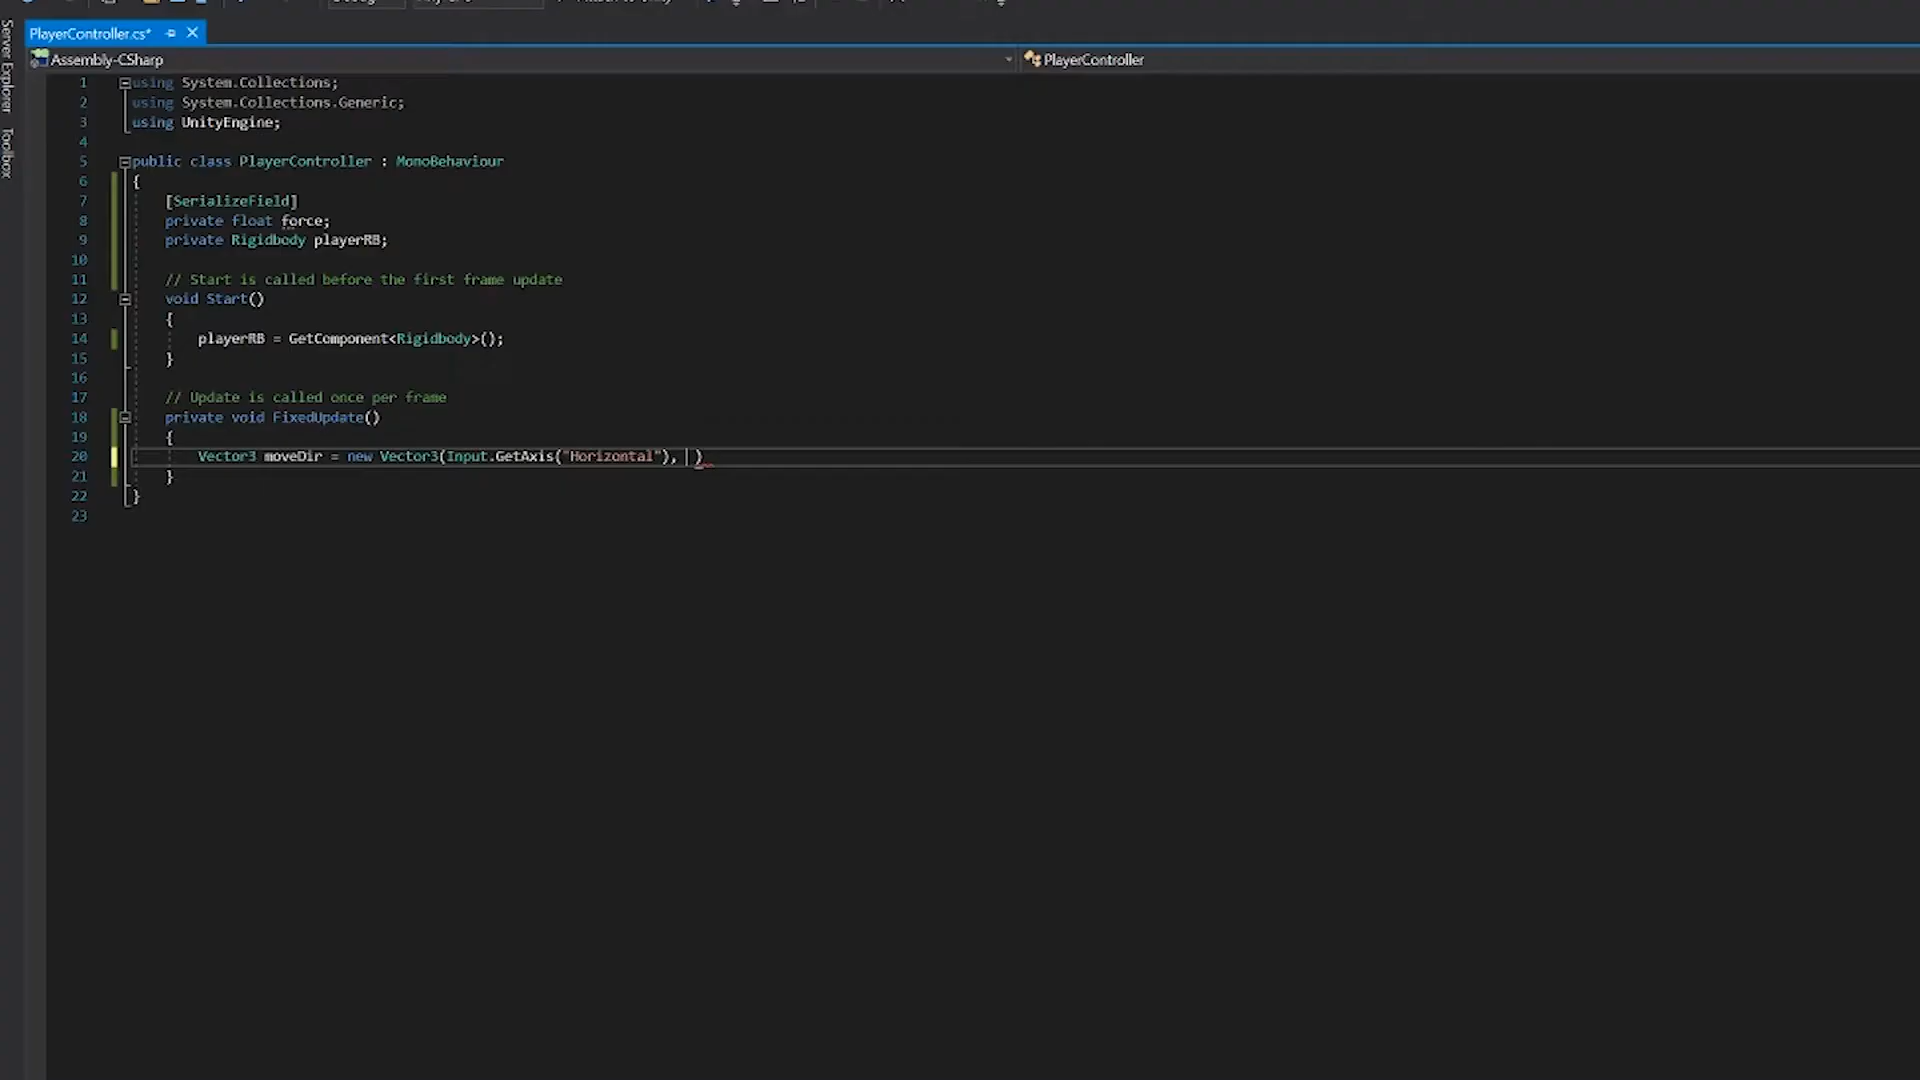 PlayerController.cs*
Assembly-CSharp
PlayerController
Server Explorer
Toolbox
1 using System.Collections;
2 using System.Collections.Generic;
3 using UnityEngine;
4
5 public class PlayerController : MonoBehaviour
6 {
7 [SerializeField]
8 private float force;
9 private Rigidbody playerRB;
10
11 // Start is called before the first frame update
12 void Start()
13 {
14 playerRB = GetComponent<Rigidbody>();
15 }
16
17 // Update is called once per frame
18 private void FixedUpdate()
19 {
20 Vector3 moveDir = new Vector3(Input.GetAxis("Horizontal"), )
21 }
22 }
23